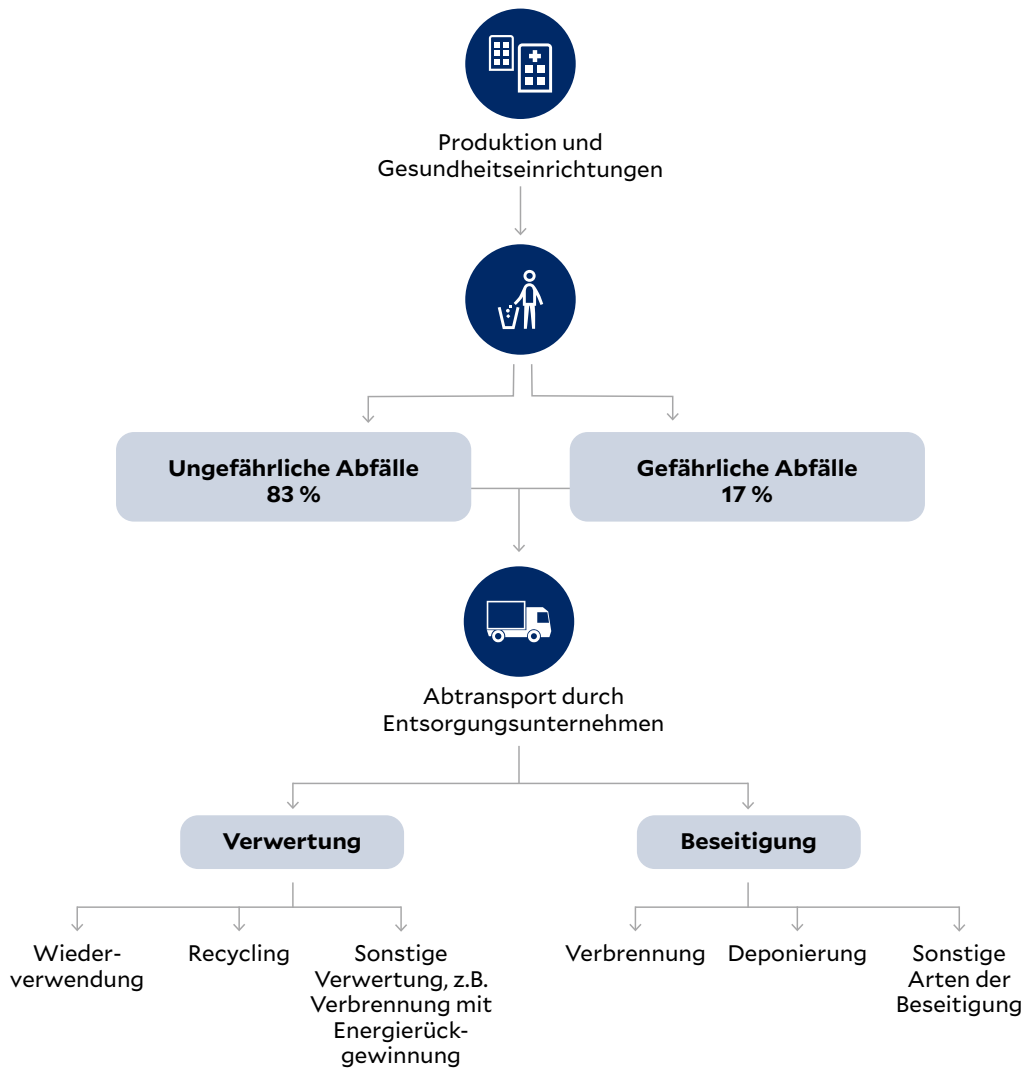 Produktion und
Gesundheitseinrichtungen
Ungefährliche Abfälle
83 %
Gefährliche Abfälle
17 %
Abtransport durch
Entsorgungsunternehmen
Verwertung
Beseitigung
Wieder-
verwendung
Recycling
Sonstige
Verwertung, z.B.
Verbrennung mit
Energierück-
gewinnung
Verbrennung
Deponierung
Sonstige
Arten der
Beseitigung